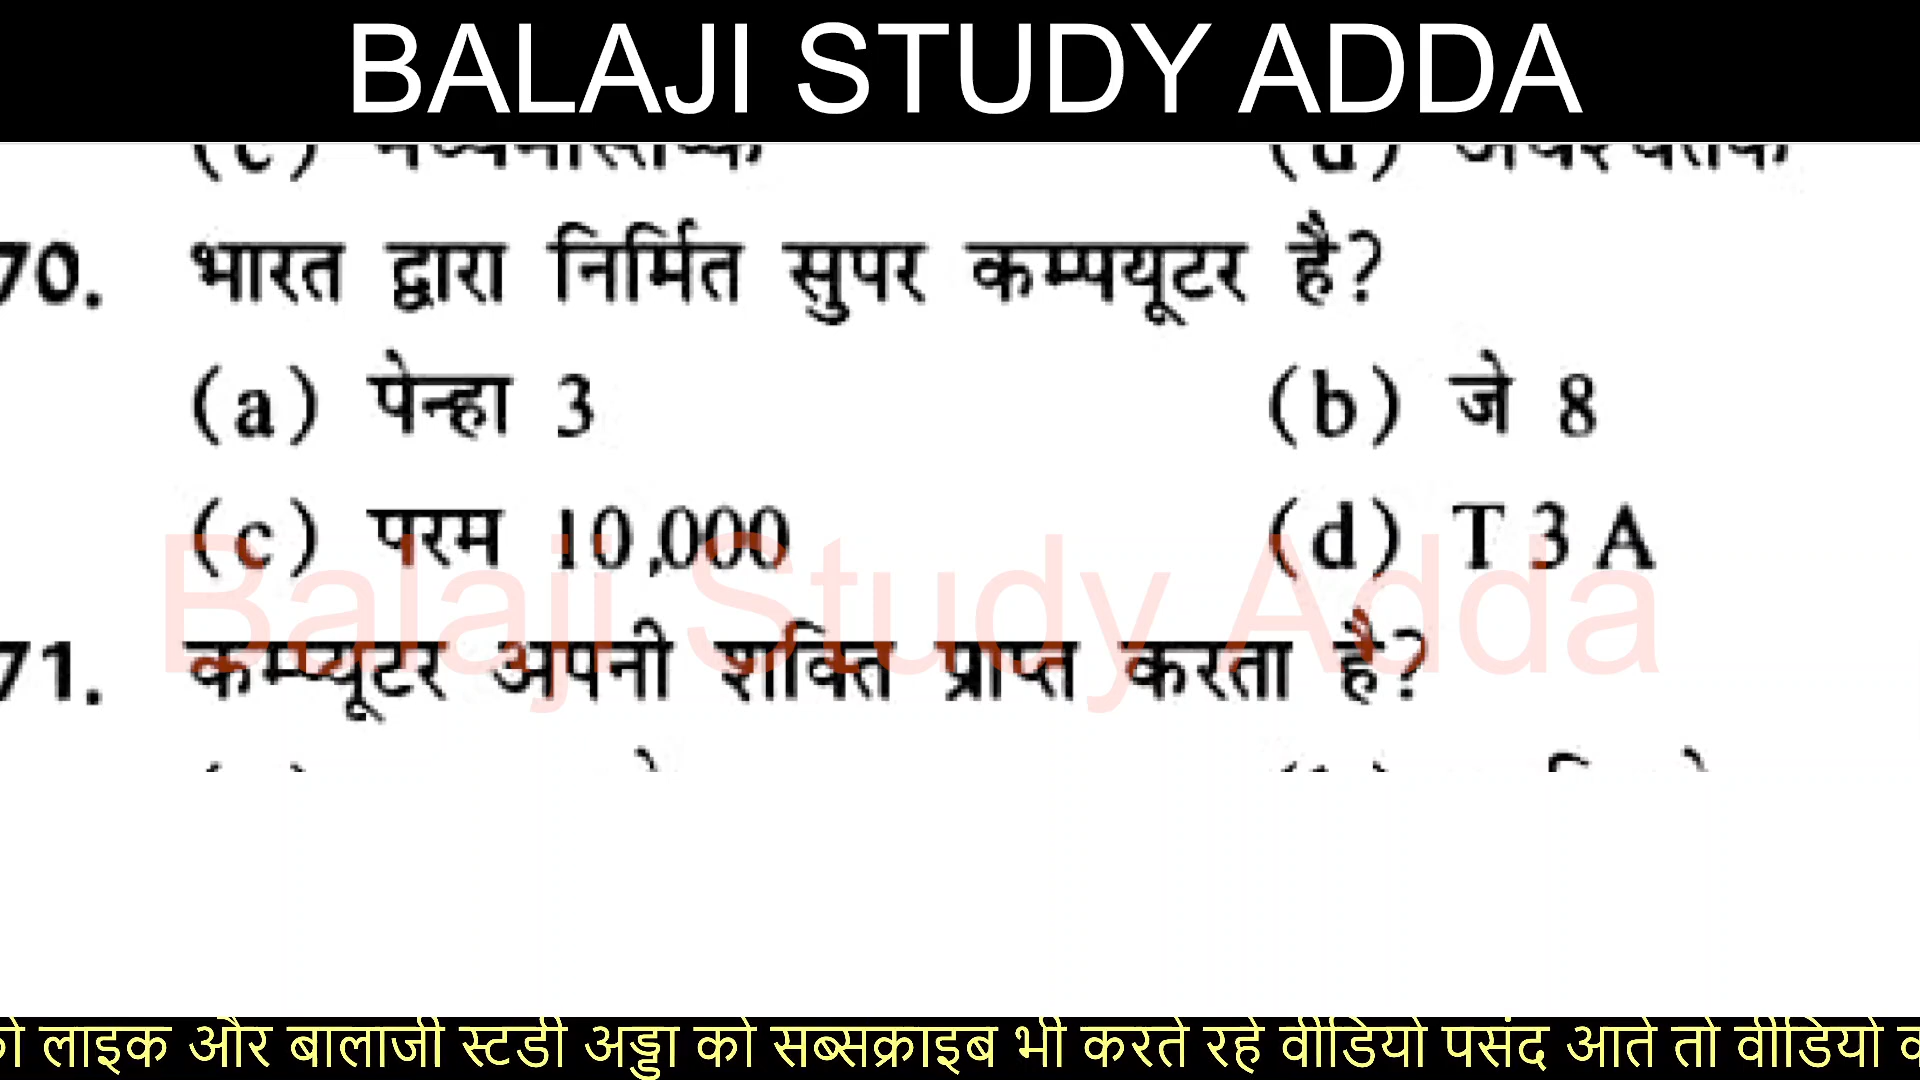 BALAJI STUDY ADDA
70. भारत द्वारा निर्मित सुपर कम्पयूटर है?
(a) पेन्हा 3 (b) जे 8
(c) परम 10,000 (d) T 3 A
Balaji Study Adda
71. कम्प्यूटर अपनी शक्ति प्राप्त करता है?
लाइक और बालाजी स्टडी अड्डा को सब्सक्राइब भी करते रहे वीडियो पसंद आते तो वीडियो